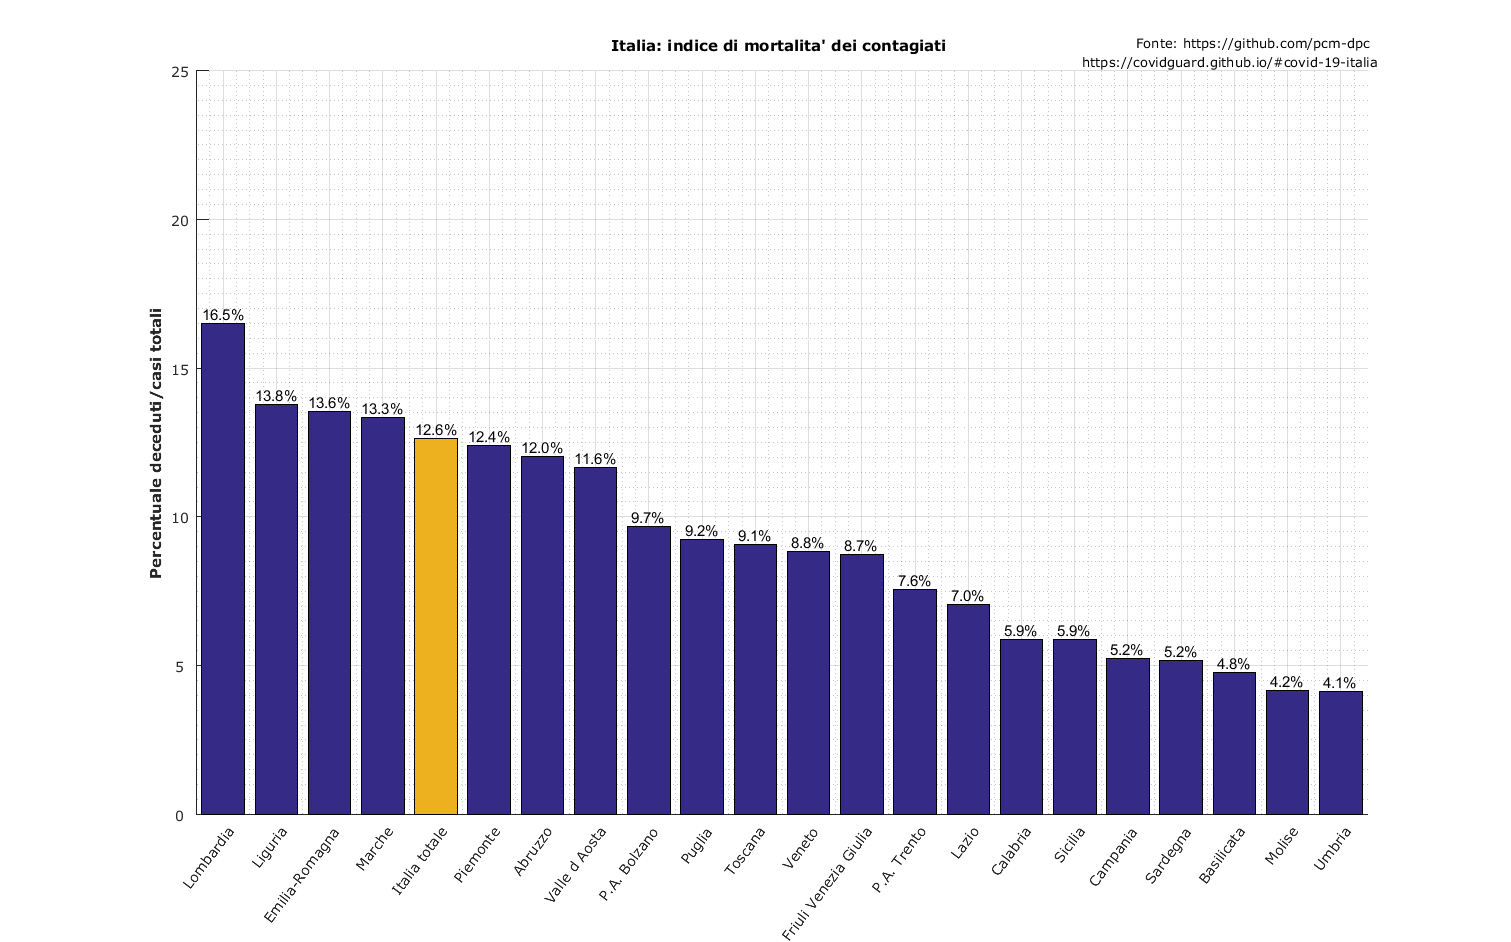 Italia: indice di mortalita' dei contagiati
Fonte: https://github.com/pcm-dpc
https://covidguard.github.io/#covid-19-italia
Percentuale deceduti/casi totali
25
20
15
10
5
0
16.5%
13.8%
13.6%
13.3%
12.6%
12.4%
12.0%
11.6%
9.7%
9.2%
9.1%
8.8%
8.7%
7.6%
7.0%
5.9%
5.9%
5.2%
5.2%
4.8%
4.2%
4.1%
Lombardia
Liguria
Emilia-Romagna
Marche
Italia totale
Piemonte
Abruzzo
Valle d Aosta
P.A. Bolzano
Puglia
Toscana
Veneto
Friuli Venezia Giulia
P.A. Trento
Lazio
Calabria
Sicilia
Campania
Sardegna
Basilicata
Molise
Umbria